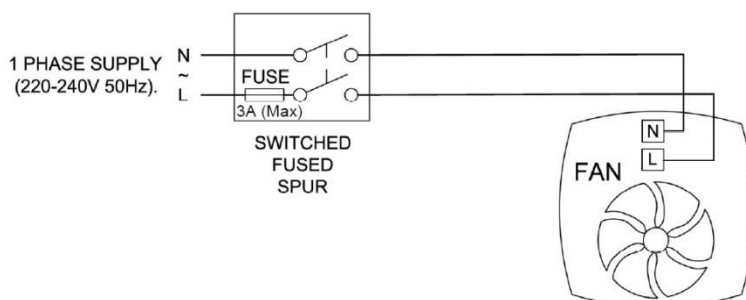 1 PHASE SUPPLY
(220-240V 50Hz).
N
~
L
FUSE
3A (Max)
SWITCHED
FUSED
SPUR
N
L
FAN